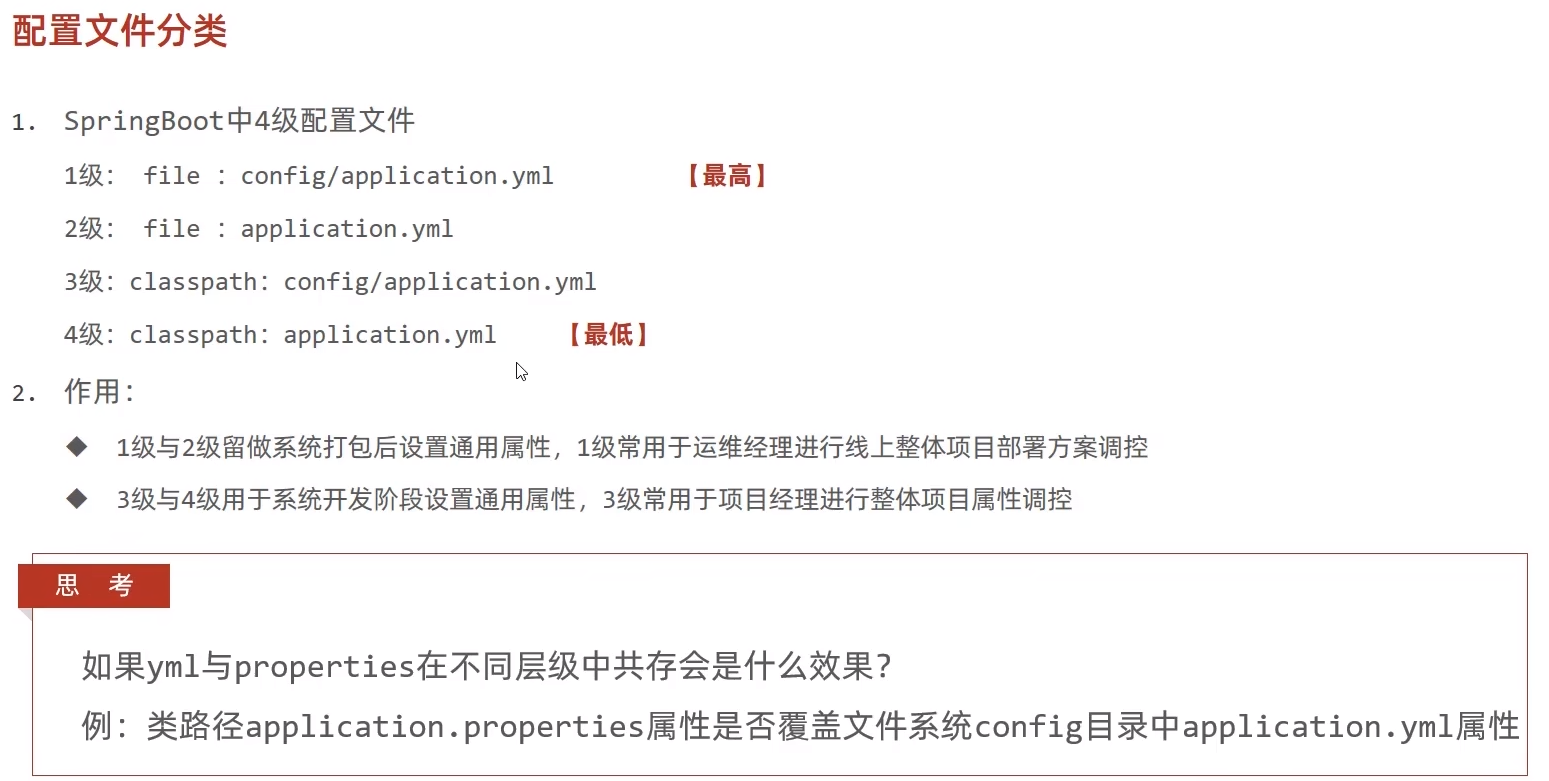 配置文件分类
1. SpringBoot中4级配置文件
1级： file ：config/application.yml 【最高】
2级： file ：application.yml
3级：classpath：config/application.yml
4级：classpath：application.yml 【最低】
2. 作用：
◆ 1级与2级留做系统打包后设置通用属性，1级常用于运维经理进行线上整体项目部署方案调控
◆ 3级与4级用于系统开发阶段设置通用属性，3级常用于项目经理进行整体项目属性调控
思 考
如果yml与properties在不同层级中共存会是什么效果？
例：类路径application.properties属性是否覆盖文件系统config目录中application.yml属性